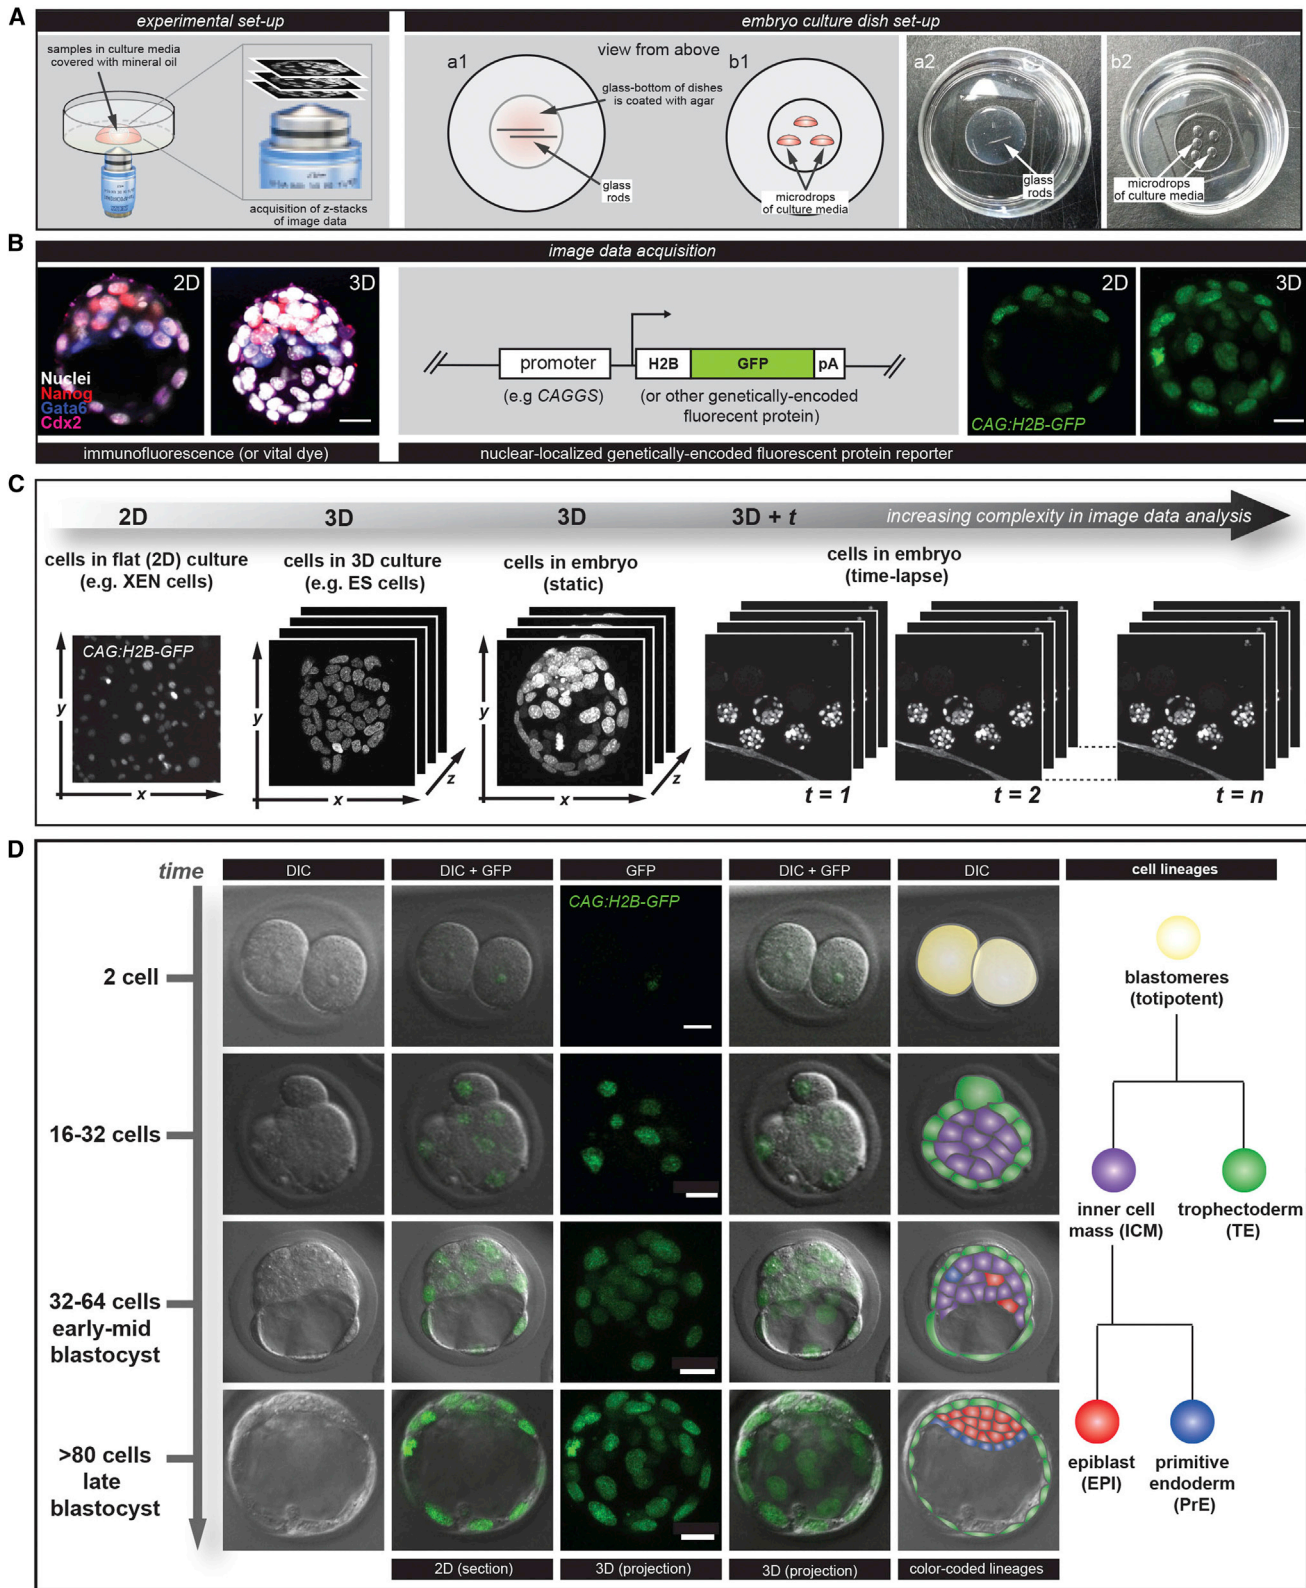 A
experimental set-up
embryo culture dish set-up
samples in culture media
covered with mineral oil
acquisition of z-stacks
of image data
view from above
a1
glass-bottom of dishes
is coated with agar
glass
rods
b1
microdrops
of culture media
a2
glass
rods
b2
microdrops
of culture media
B
image data acquisition
2D
Nuclei
Nanog
Gata6
Cdx2
3D
promoter
H2B
GFP
pA
(e.g CAGGS)
(or other genetically-encoded
fluorecent protein)
2D
CAG:H2B-GFP
3D
immunofluorescence (or vital dye)
nuclear-localized genetically-encoded fluorescent protein reporter
C
2D
3D
3D
3D + t
increasing complexity in image data analysis
cells in flat (2D) culture
(e.g. XEN cells)
cells in 3D culture
(e.g. ES cells)
cells in embryo
(static)
cells in embryo
(time-lapse)
CAG:H2B-GFP
y
x
y
x
z
y
x
z
t = 1
t = 2
t = n
D
time
DIC
DIC + GFP
GFP
DIC + GFP
DIC
cell lineages
CAG:H2B-GFP
2 cell
16-32 cells
32-64 cells
early-mid
blastocyst
>80 cells
late
blastocyst
blastomeres
(totipotent)
inner cell
mass (ICM)
trophectoderm
(TE)
epiblast
(EPI)
primitive
endoderm
(PrE)
2D (section)
3D (projection)
3D (projection)
color-coded lineages